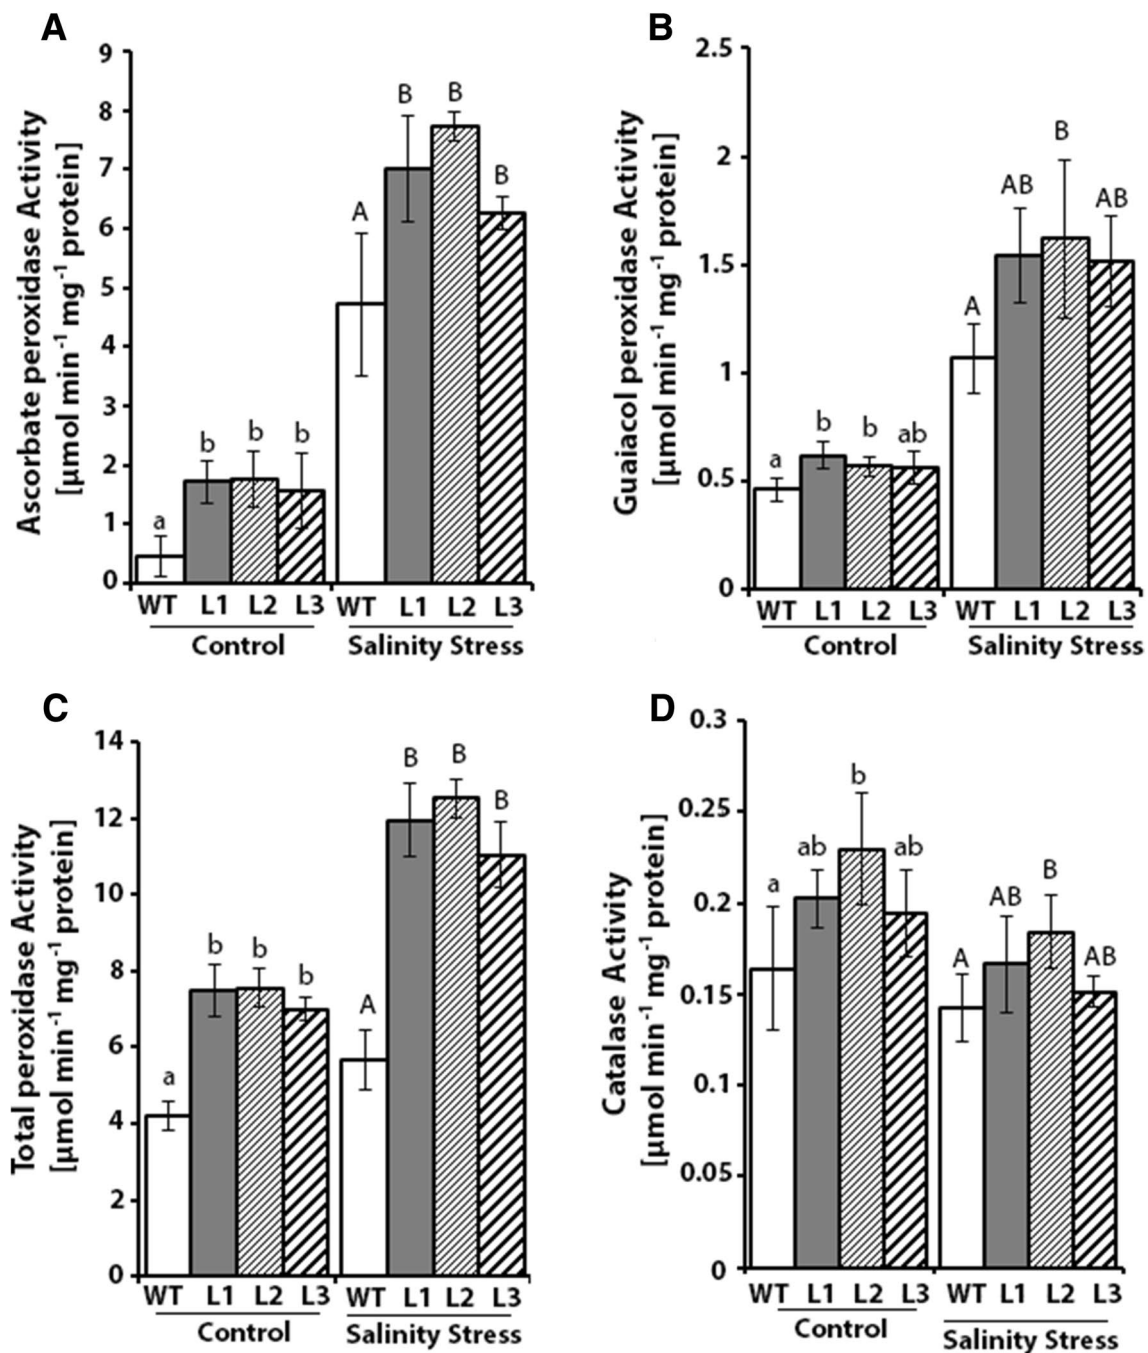 A
Ascorbate peroxidase Activity
[µmol min⁻¹ mg⁻¹ protein]
9
8
7
6
5
4
3
2
1
0
a
b
b
b
A
B
B
B
WT L1 L2 L3 WT L1 L2 L3
Control Salinity Stress
B
Guaiacol peroxidase Activity
[µmol min⁻¹ mg⁻¹ protein]
2.5
2
1.5
1
0.5
0
a
b
b
ab
A
AB
B
AB
WT L1 L2 L3 WT L1 L2 L3
Control Salinity Stress
C
Total peroxidase Activity
[µmol min⁻¹ mg⁻¹ protein]
14
12
10
8
6
4
2
0
a
b
b
b
A
B
B
B
WT L1 L2 L3 WT L1 L2 L3
Control Salinity Stress
D
Catalase Activity
[µmol min⁻¹ mg⁻¹ protein]
0.3
0.25
0.2
0.15
0.1
0.05
0
a
ab
b
ab
A
AB
B
AB
WT L1 L2 L3 WT L1 L2 L3
Control Salinity Stress